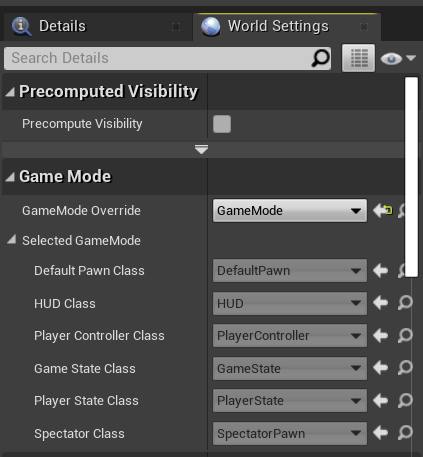 Details
World Settings
Search Details
Precomputed Visibility
Precompute Visibility
Game Mode
GameMode Override GameMode
Selected GameMode
Default Pawn Class DefaultPawn
HUD Class HUD
Player Controller Class PlayerController
Game State Class GameState
Player State Class PlayerState
Spectator Class SpectatorPawn